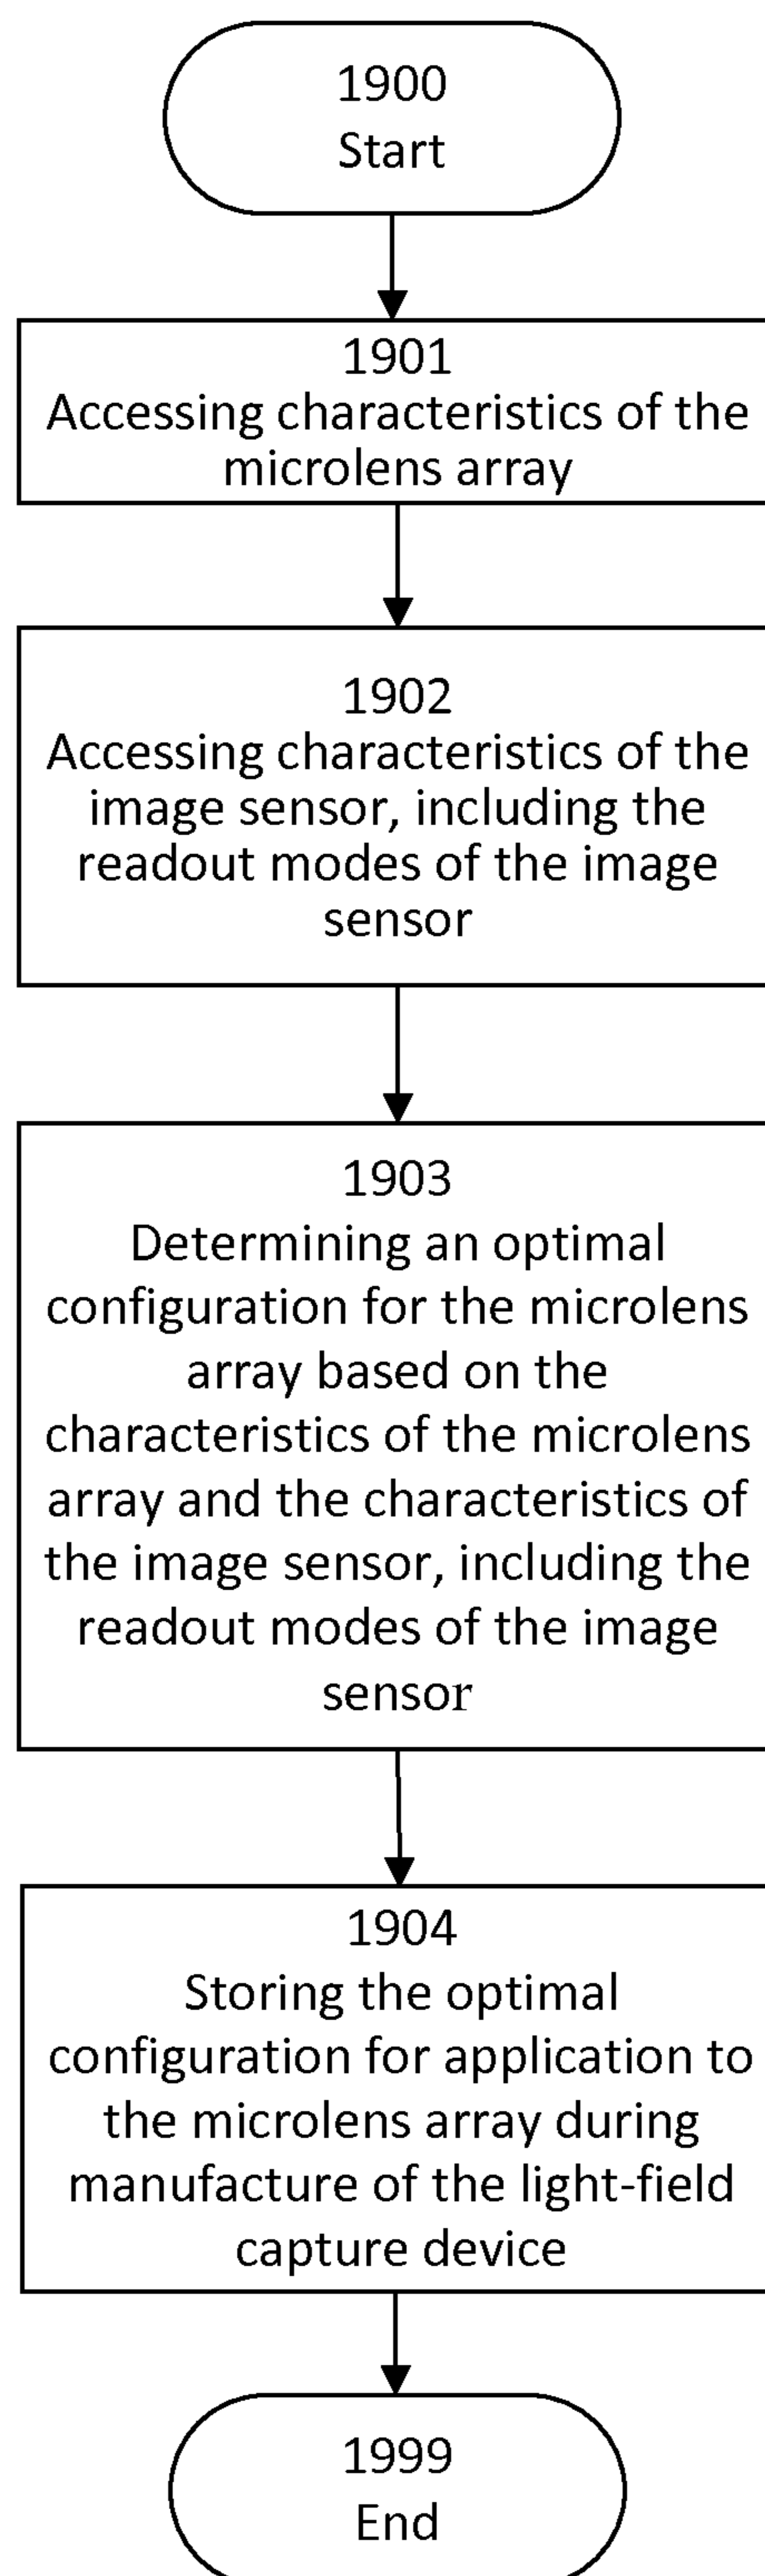 1900
Start
1901
Accessing characteristics of the
microlens array
1902
Accessing characteristics of the
image sensor, including the
readout modes of the image
sensor
1903
Determining an optimal
configuration for the microlens
array based on the
characteristics of the microlens
array and the characteristics of
the image sensor, including the
readout modes of the image
sensor
1904
Storing the optimal
configuration for application to
the microlens array during
manufacture of the light-field
capture device
1999
End